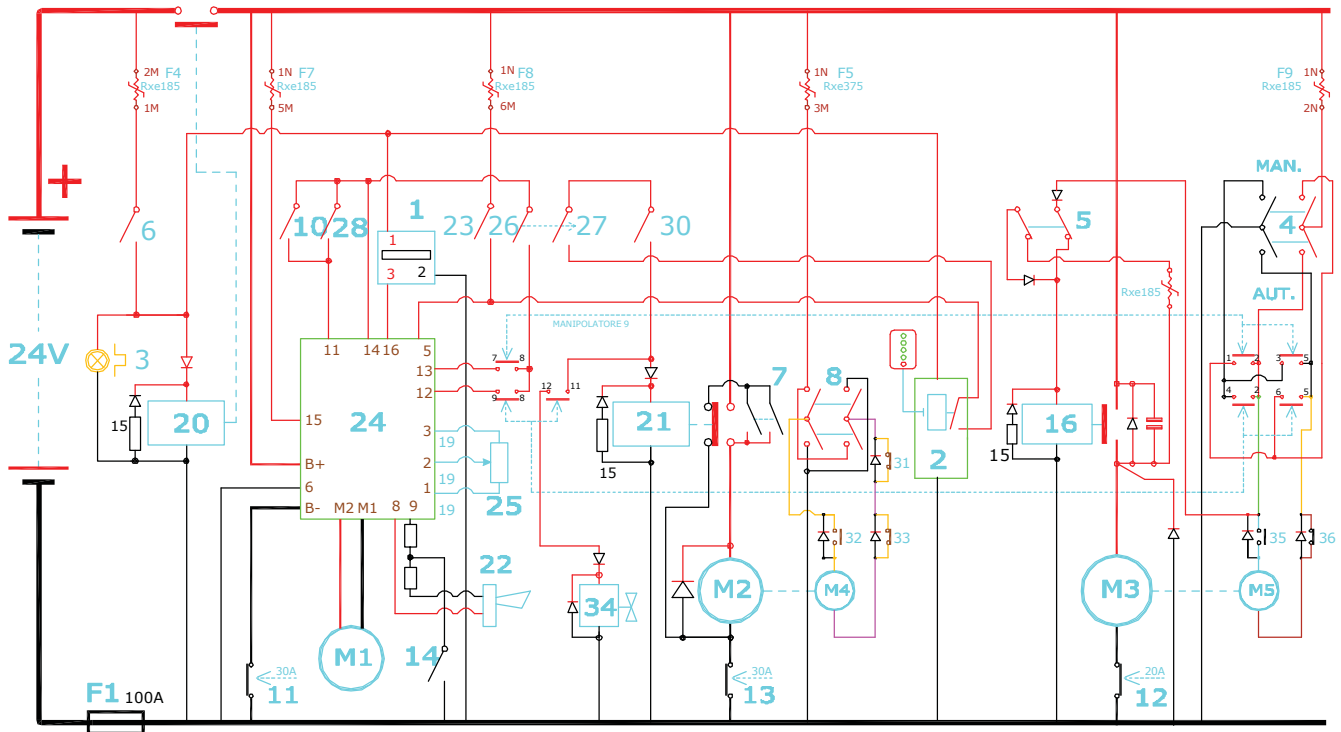 2M F4
Rxe185
1M
1N F7
Rxe185
5M
1N F8
Rxe185
6M
1N F5
Rxe375
3M
F9 1N
Rxe185
2N
+
MAN.
6
10
28
1
1
2
3
23
26
27
30
5
4
Rxe185
AUT.
24V
3
MANIPOLATORE 9
11
14
16
5
13
12
7 8
9 8
12 11
1 2
3 5
4 2
6 5
15
20
24
15
3
2
1
19
19
19
25
21
15
7
8
2
31
16
15
B+
6
B-
M2 M1
8 9
22
32
33
35
36
34
M1
M2
M4
M3
M5
14
30A
11
30A
13
20A
12
F1 100A